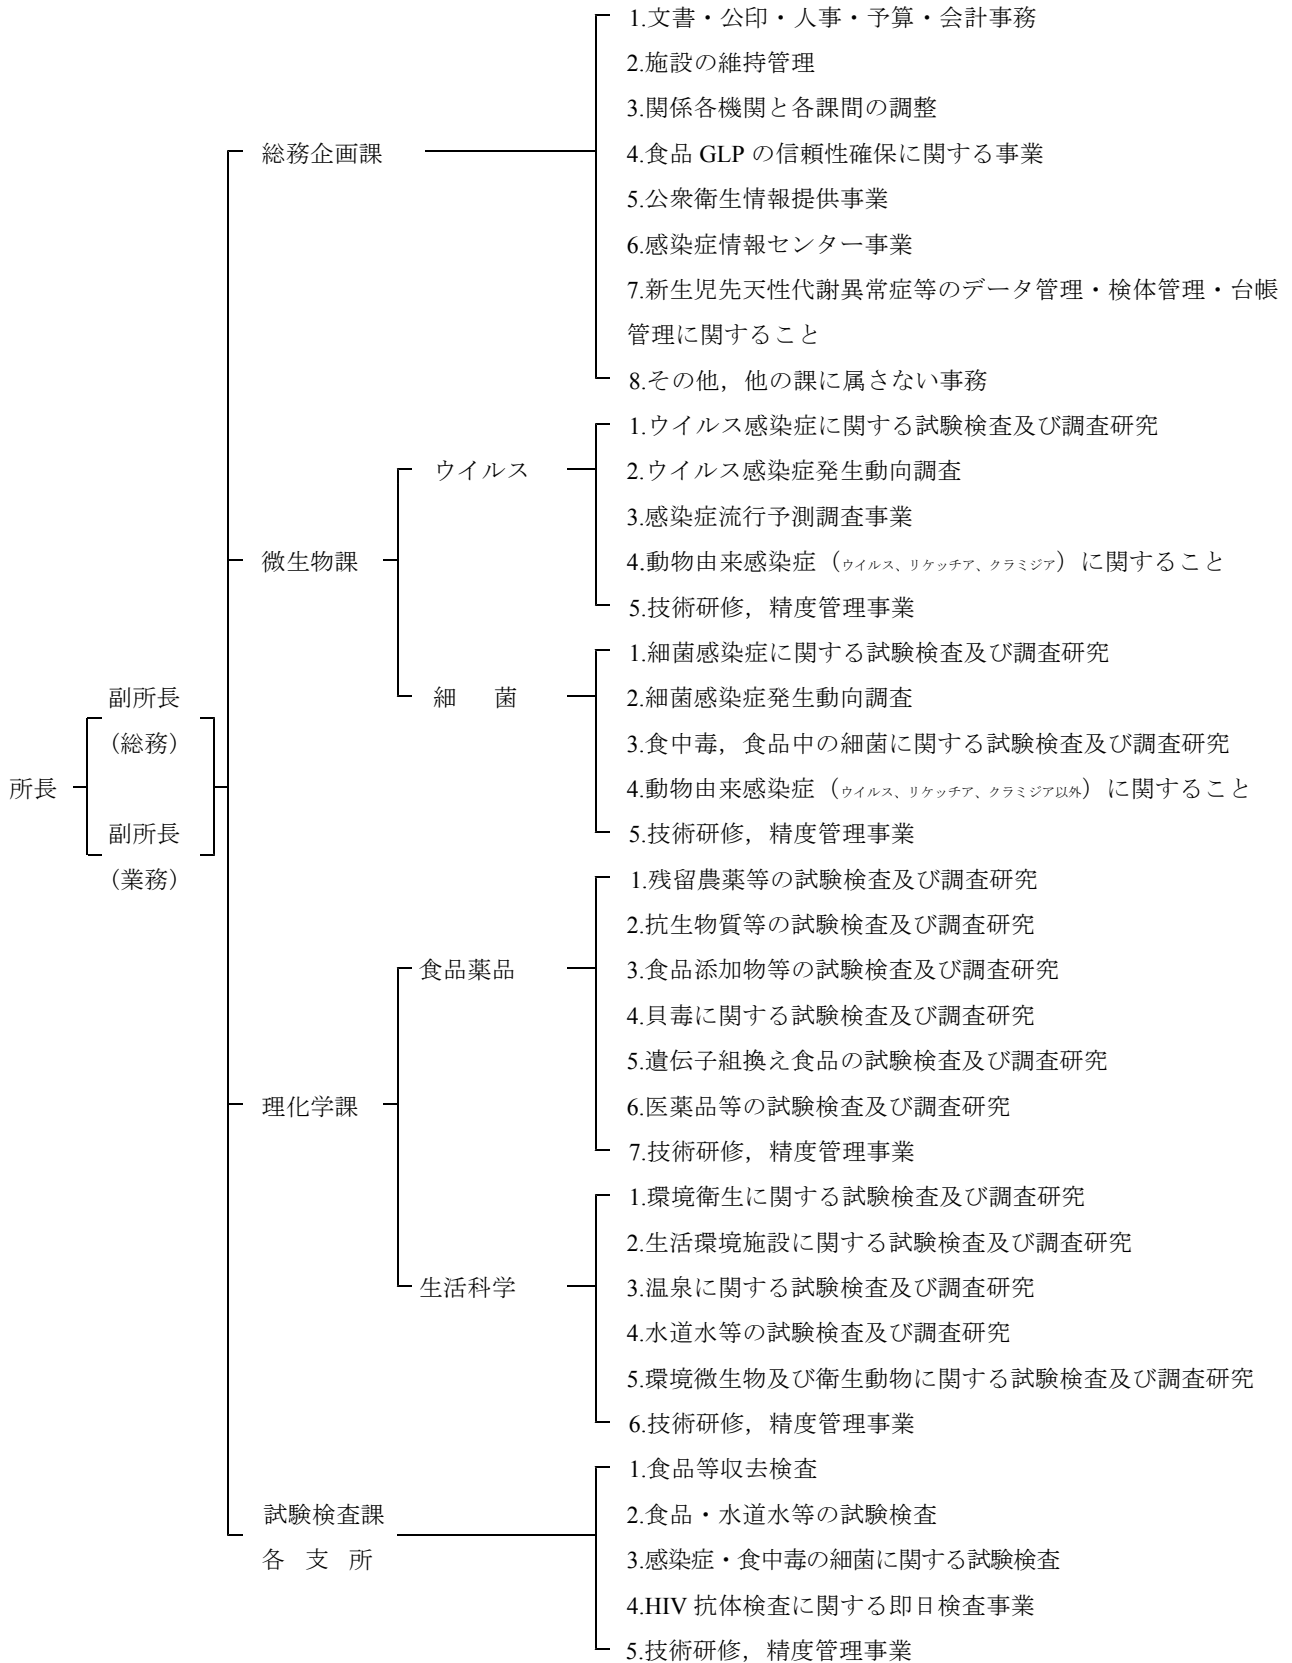 所長
副所長
（総務）
副所長
（業務）
総務企画課
1.文書・公印・人事・予算・会計事務
2.施設の維持管理
3.関係各機関と各課間の調整
4.食品 GLP の信頼性確保に関する事業
5.公衆衛生情報提供事業
6.感染症情報センター事業
7.新生児先天性代謝異常症等のデータ管理・検体管理・台帳
管理に関すること
8.その他，他の課に属さない事務
微生物課
ウイルス
1.ウイルス感染症に関する試験検査及び調査研究
2.ウイルス感染症発生動向調査
3.感染症流行予測調査事業
4.動物由来感染症（ウイルス、リケッチア、クラミジア）に関すること
5.技術研修，精度管理事業
細　菌
1.細菌感染症に関する試験検査及び調査研究
2.細菌感染症発生動向調査
3.食中毒，食品中の細菌に関する試験検査及び調査研究
4.動物由来感染症（ウイルス、リケッチア、クラミジア以外）に関すること
5.技術研修，精度管理事業
理化学課
食品薬品
1.残留農薬等の試験検査及び調査研究
2.抗生物質等の試験検査及び調査研究
3.食品添加物等の試験検査及び調査研究
4.貝毒に関する試験検査及び調査研究
5.遺伝子組換え食品の試験検査及び調査研究
6.医薬品等の試験検査及び調査研究
7.技術研修，精度管理事業
生活科学
1.環境衛生に関する試験検査及び調査研究
2.生活環境施設に関する試験検査及び調査研究
3.温泉に関する試験検査及び調査研究
4.水道水等の試験検査及び調査研究
5.環境微生物及び衛生動物に関する試験検査及び調査研究
6.技術研修，精度管理事業
試験検査課
各 支 所
1.食品等収去検査
2.食品・水道水等の試験検査
3.感染症・食中毒の細菌に関する試験検査
4.HIV 抗体検査に関する即日検査事業
5.技術研修，精度管理事業